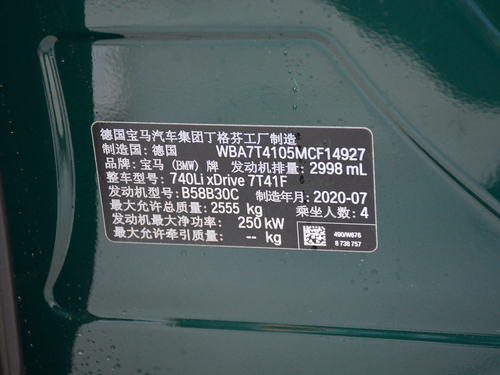 德国宝马汽车集团丁格芬工厂制造
制造国: 德国 WBA7T4105MCF14927
品牌: 宝马 (BMW) 牌 发动机排量: 2998 mL
整车型号: 740Li xDrive 7T41F
发动机型号: B58B30C 制造年月: 2020-07
最大允许总质量: 2555 kg 乘坐人数: 4
发动机最大净功率: 250 kW
最大允许牵引质量: -- kg
490/W676
8 738 757